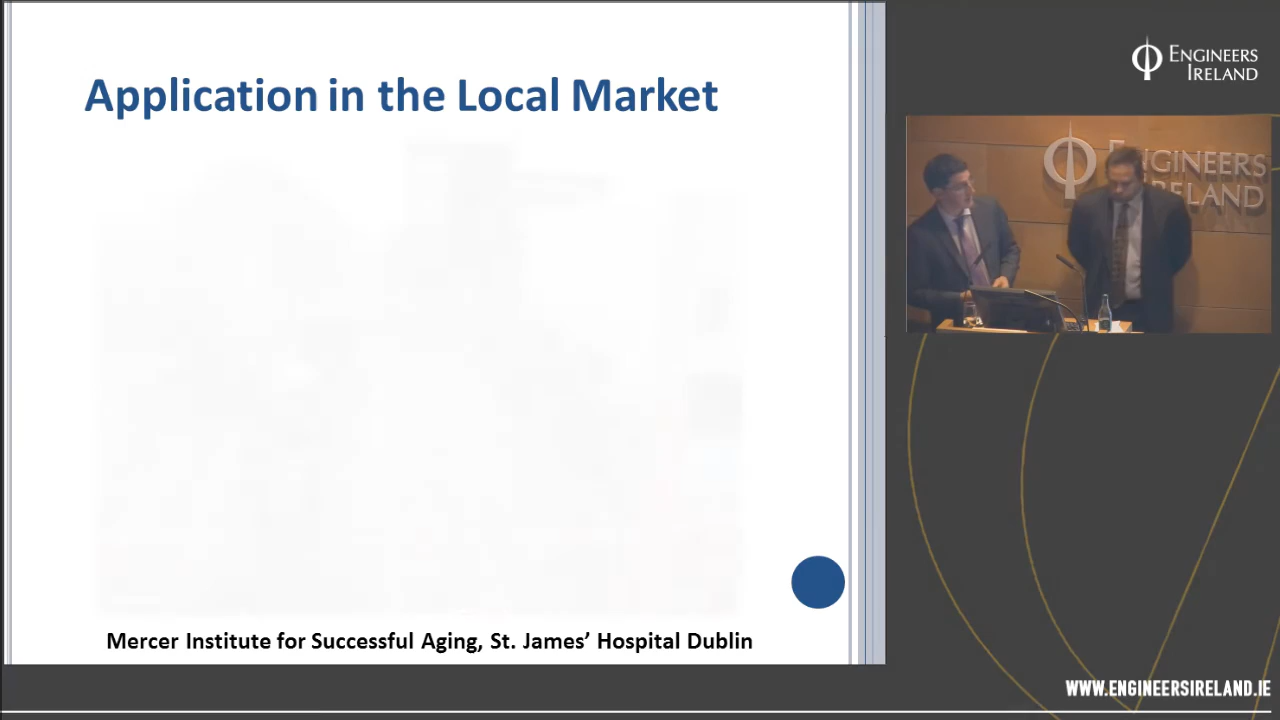 Application in the Local Market
Mercer Institute for Successful Aging, St. James’ Hospital Dublin
ENGINEERS
IRELAND
ENGINEERS
IRELAND
WWW.ENGINEERSIRELAND.IE